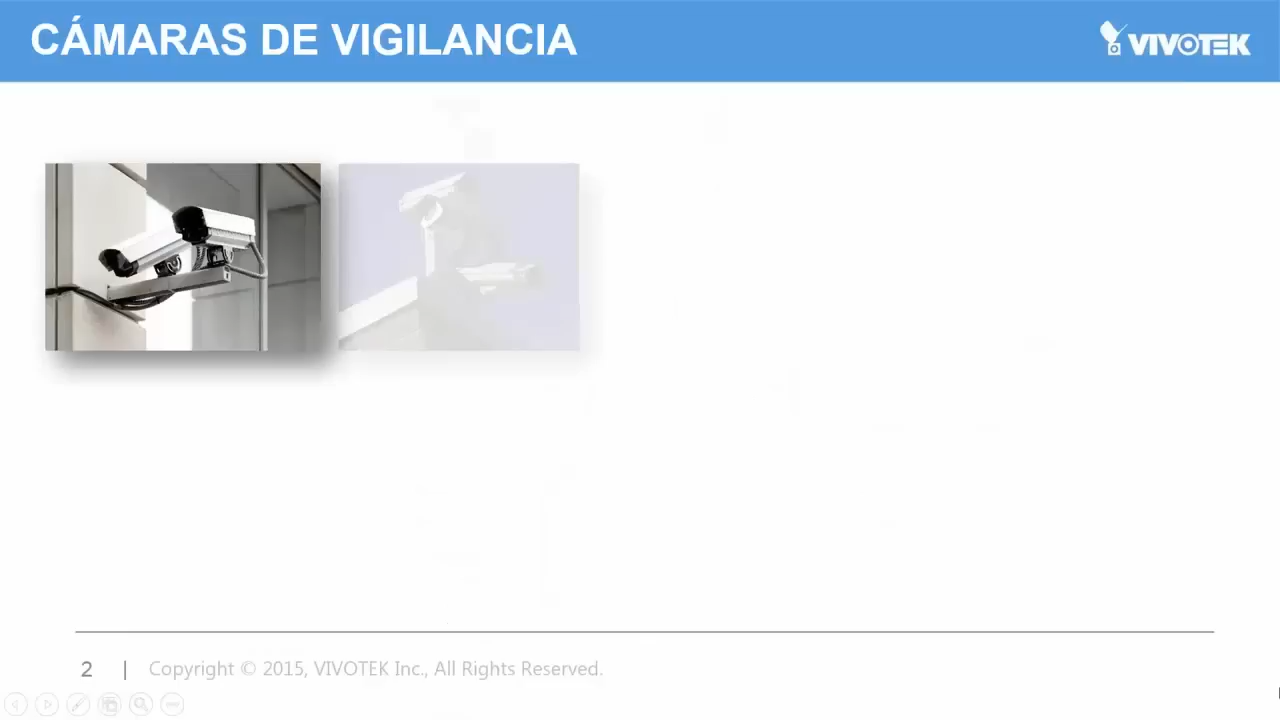 CÁMARAS DE VIGILANCIA
VIVOTEK
2 | Copyright © 2015, VIVOTEK Inc., All Rights Reserved.